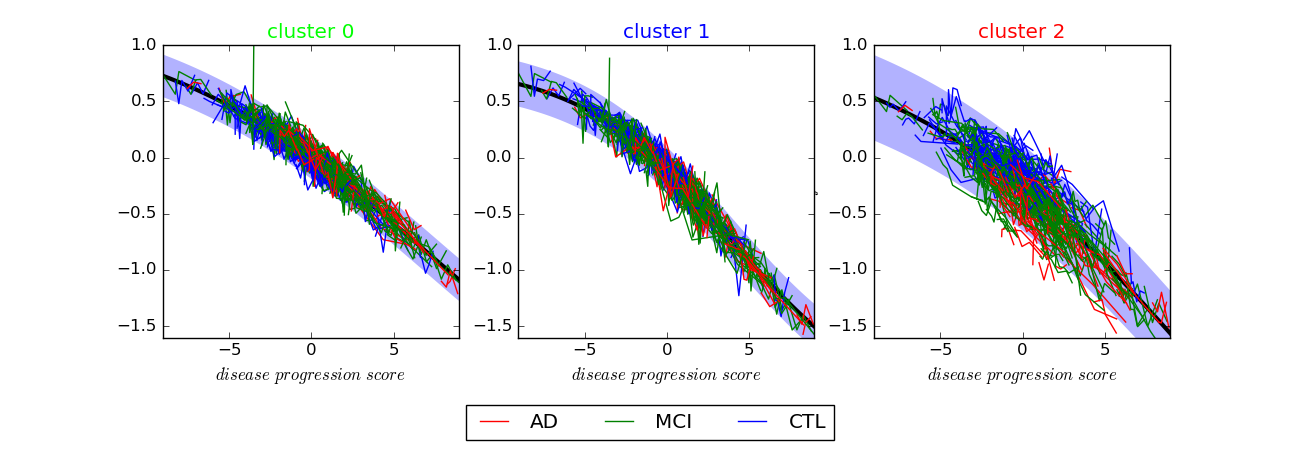 cluster 0 cluster 1 cluster 2
1.0 1.0 1.0
0.5 0.5 0.5
0.0 0.0 0.0
−0.5 −0.5 −0.5
−1.0 −1.0 −1.0
−1.5 −1.5 −1.5
−5 0 5 −5 0 5 −5 0 5
disease progression score disease progression score disease progression score
AD MCI CTL